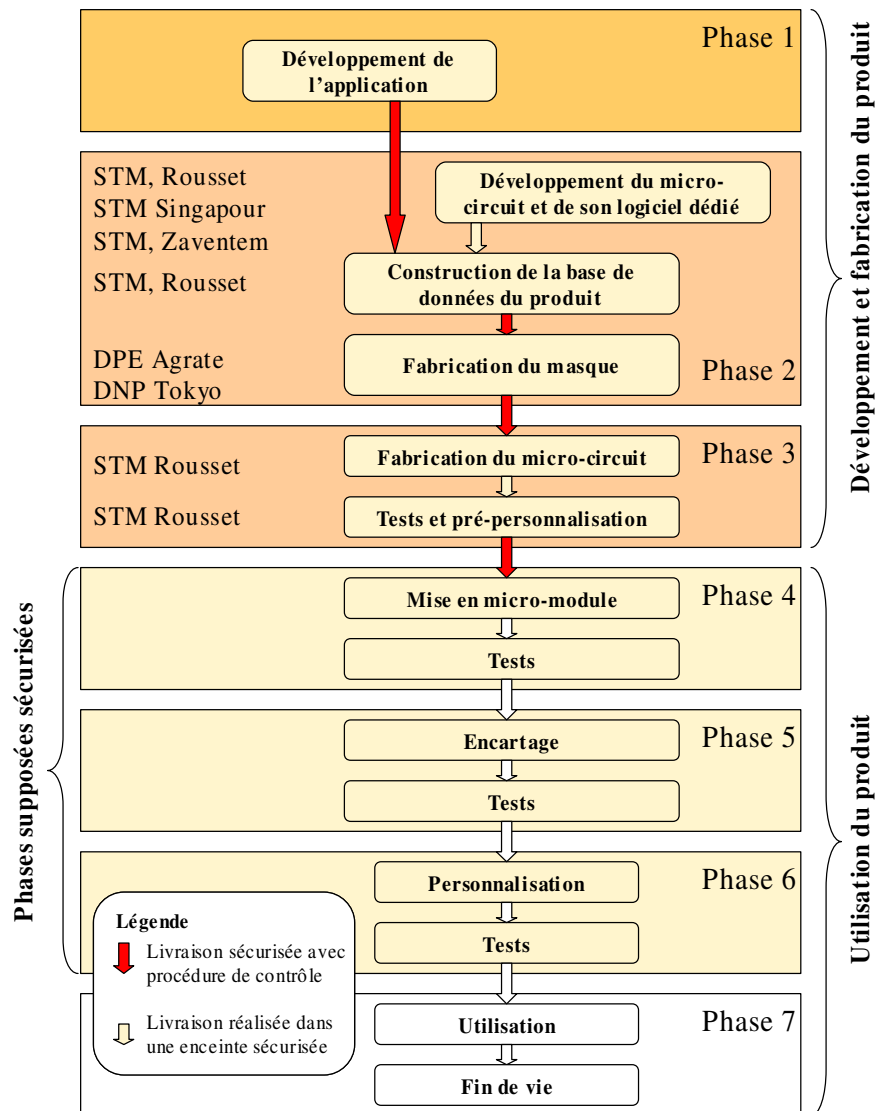 Phase 1
Développement de
l’application
STM, Rousset
STM Singapour
STM, Zaventem
Développement du micro-
circuit et de son logiciel dédié
STM, Rousset
Construction de la base de
données du produit
DPE Agrate
DNP Tokyo
Fabrication du masque
Phase 2
Développement et fabrication du produit
STM Rousset
Fabrication du micro-circuit
Phase 3
STM Rousset
Tests et pré-personnalisation
Phases supposées sécurisées
Mise en micro-module
Phase 4
Tests
Encartage
Phase 5
Tests
Personnalisation
Phase 6
Tests
Utilisation du produit
Légende
Livraison sécurisée avec
procédure de contrôle
Livraison réalisée dans
une enceinte sécurisée
Utilisation
Phase 7
Fin de vie